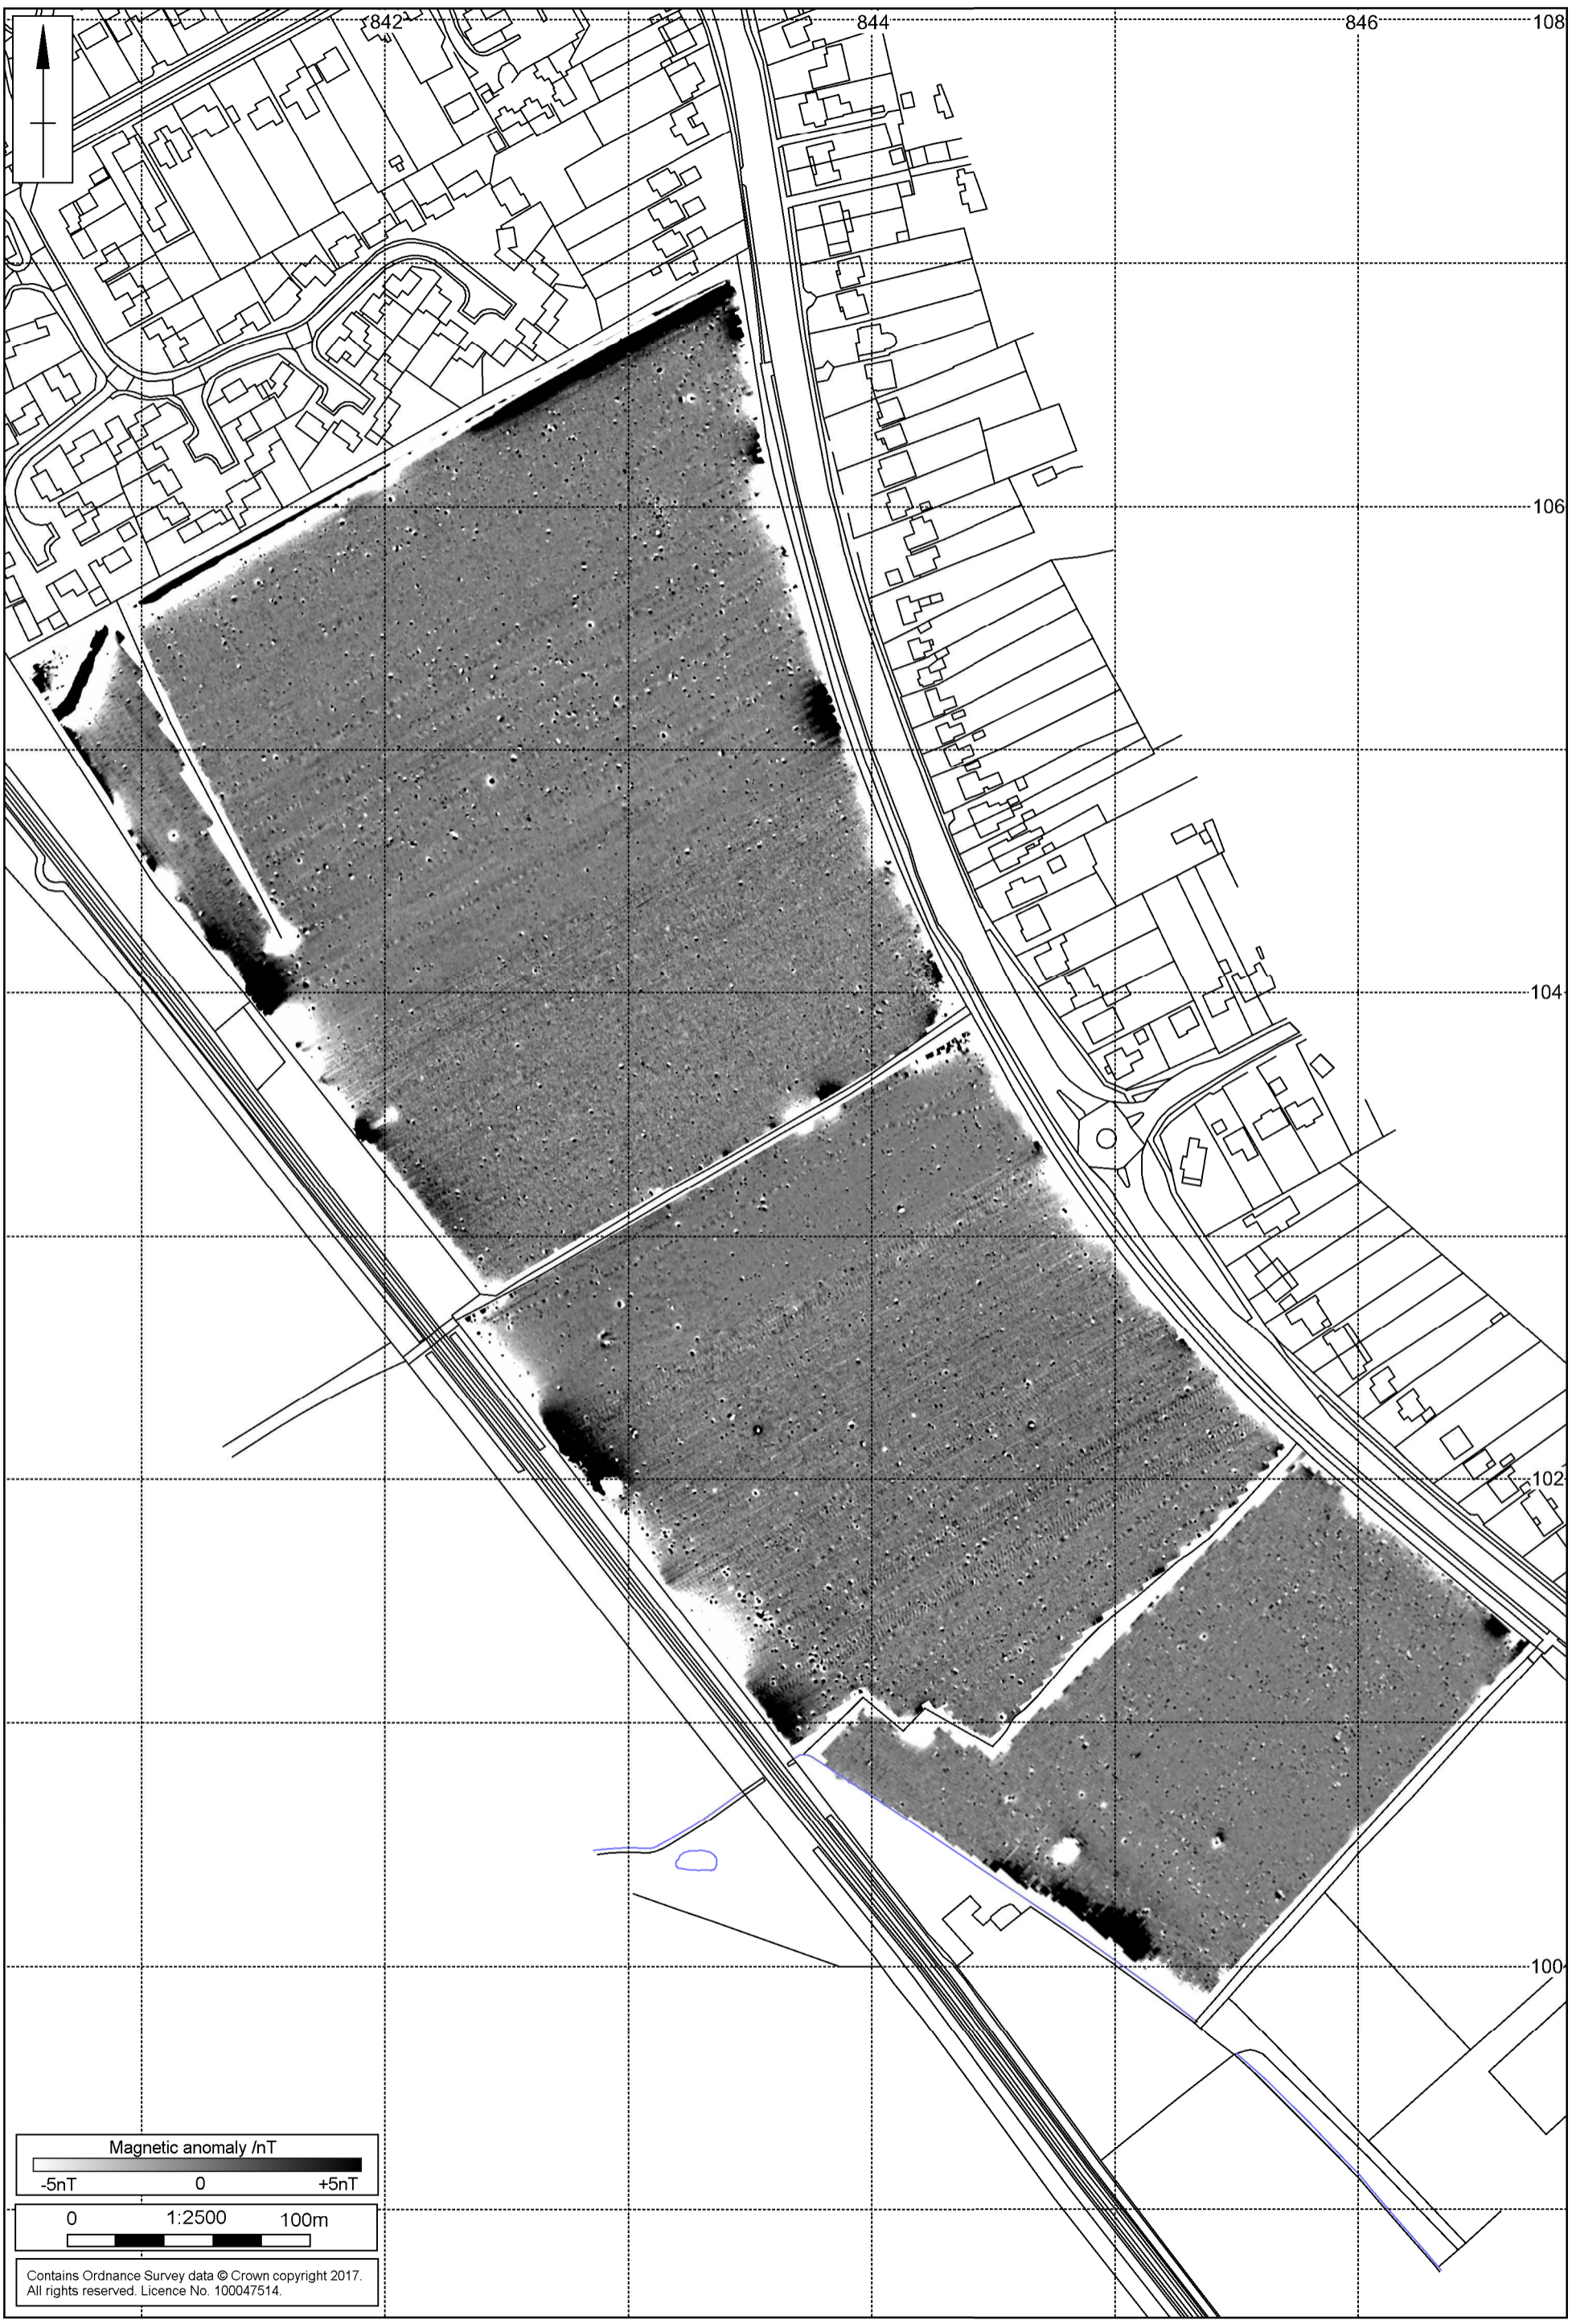 842 844 846 108
106
104
102
100
Magnetic anomaly /nT
-5nT 0 +5nT
0 1:2500 100m
Contains Ordnance Survey data © Crown copyright 2017.
All rights reserved. Licence No. 100047514.